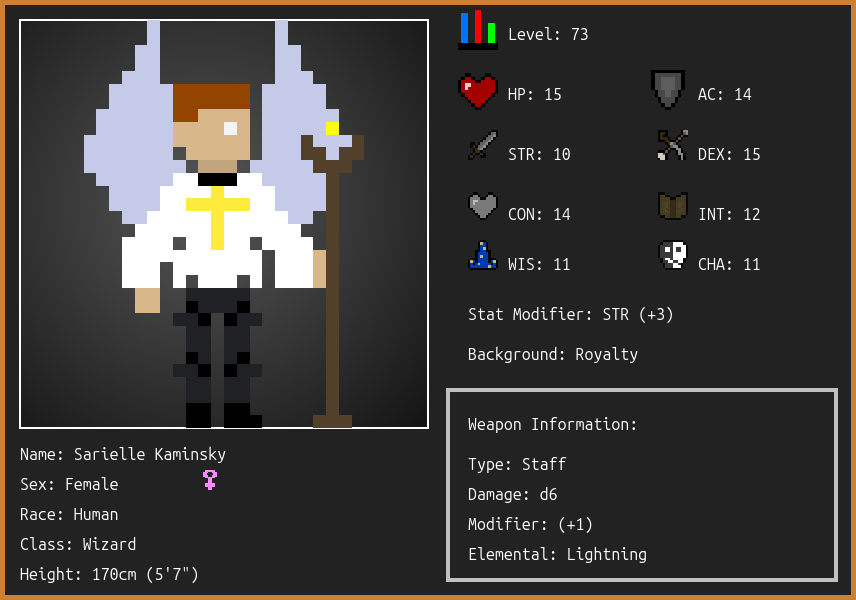 Level: 73
HP: 15
AC: 14
STR: 10
DEX: 15
CON: 14
INT: 12
WIS: 11
CHA: 11
Stat Modifier: STR (+3)
Background: Royalty
Weapon Information:
Type: Staff
Damage: d6
Modifier: (+1)
Elemental: Lightning
Name: Sarielle Kaminsky
Sex: Female
Race: Human
Class: Wizard
Height: 170cm (5'7")